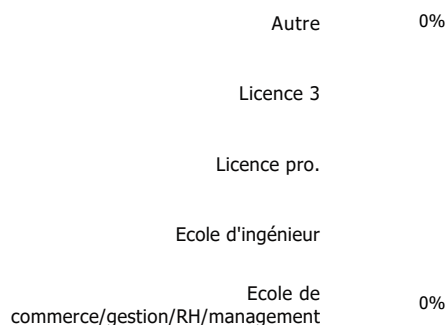 Autre 0%
Licence 3
Licence pro.
Ecole d'ingénieur
Ecole de
commerce/gestion/RH/management 0%